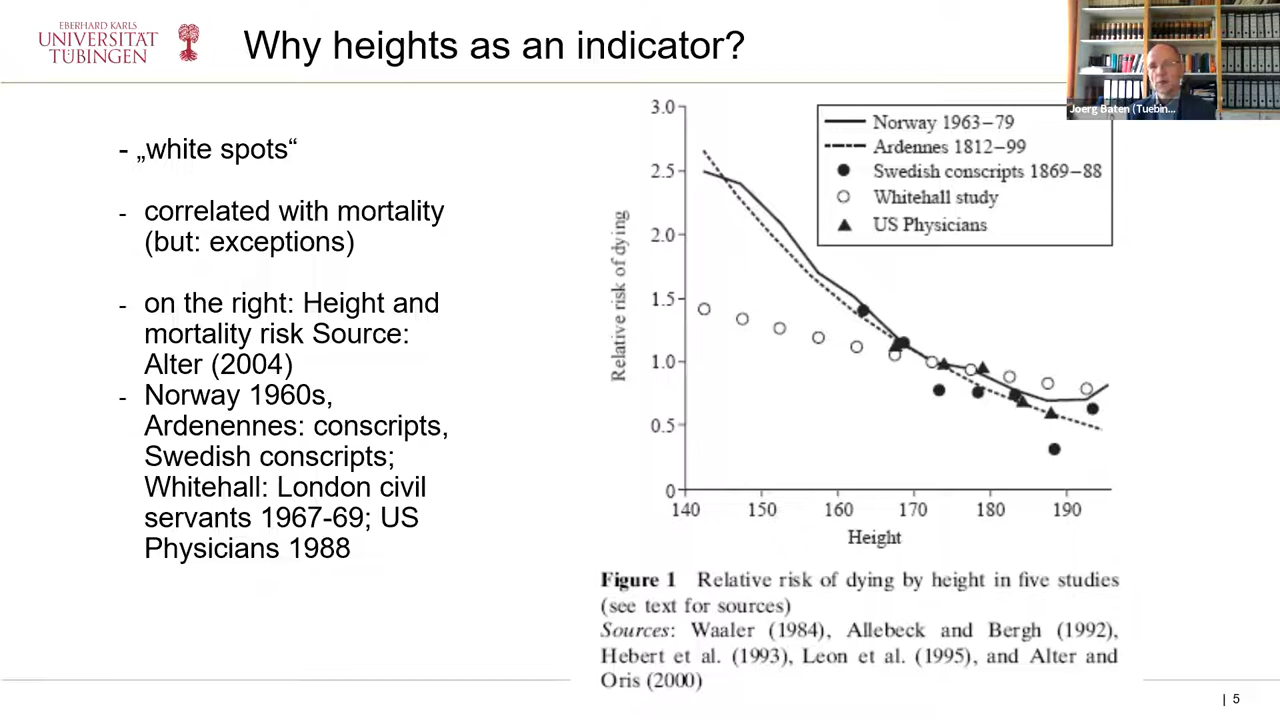 EBERHARD KARLS
UNIVERSITÄT
TÜBINGEN
Why heights as an indicator?
Joerg Baten (Tuebin...
- „white spots“
- correlated with mortality
(but: exceptions)
- on the right: Height and
mortality risk Source:
Alter (2004)
- Norway 1960s,
Ardenennes: conscripts,
Swedish conscripts;
Whitehall: London civil
servants 1967-69; US
Physicians 1988
Relative risk of dying
3.0
2.5
2.0
1.5
1.0
0.5
0
140 150 160 170 180 190
Height
Norway 1963–79
Ardennes 1812–99
Swedish conscripts 1869–88
Whitehall study
US Physicians
Figure 1 Relative risk of dying by height in five studies
(see text for sources)
Sources: Waaler (1984), Allebeck and Bergh (1992),
Hebert et al. (1993), Leon et al. (1995), and Alter and
Oris (2000)
| 5